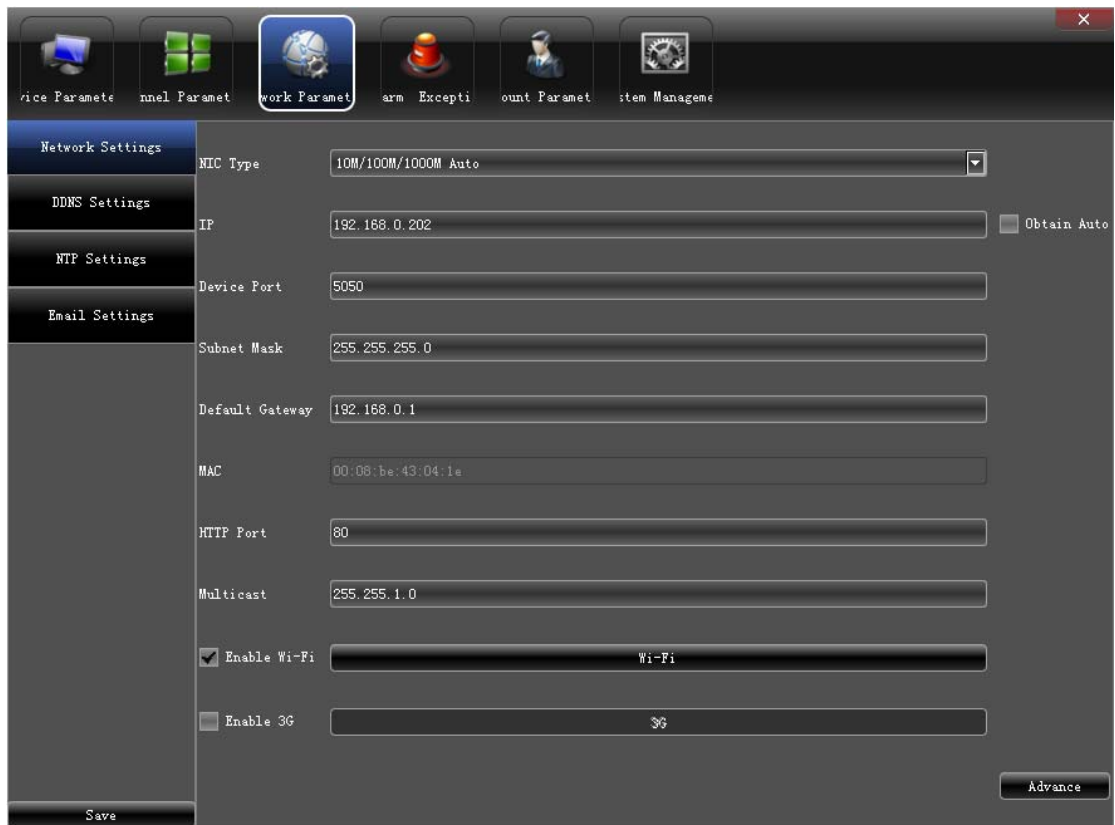 vice Paramete nnel Paramet work Paramet arm Excepti ount Paramet stem Manageme
Network Settings
DDNS Settings
NTP Settings
Email Settings
NIC Type 10M/100M/1000M Auto
IP 192.168.0.202 Obtain Auto
Device Port 5050
Subnet Mask 255.255.255.0
Default Gateway 192.168.0.1
MAC 00:08:be:43:04:1e
HTTP Port 80
Multicast 255.255.1.0
Enable Wi-Fi Wi-Fi
Enable 3G 3G
Advance
Save